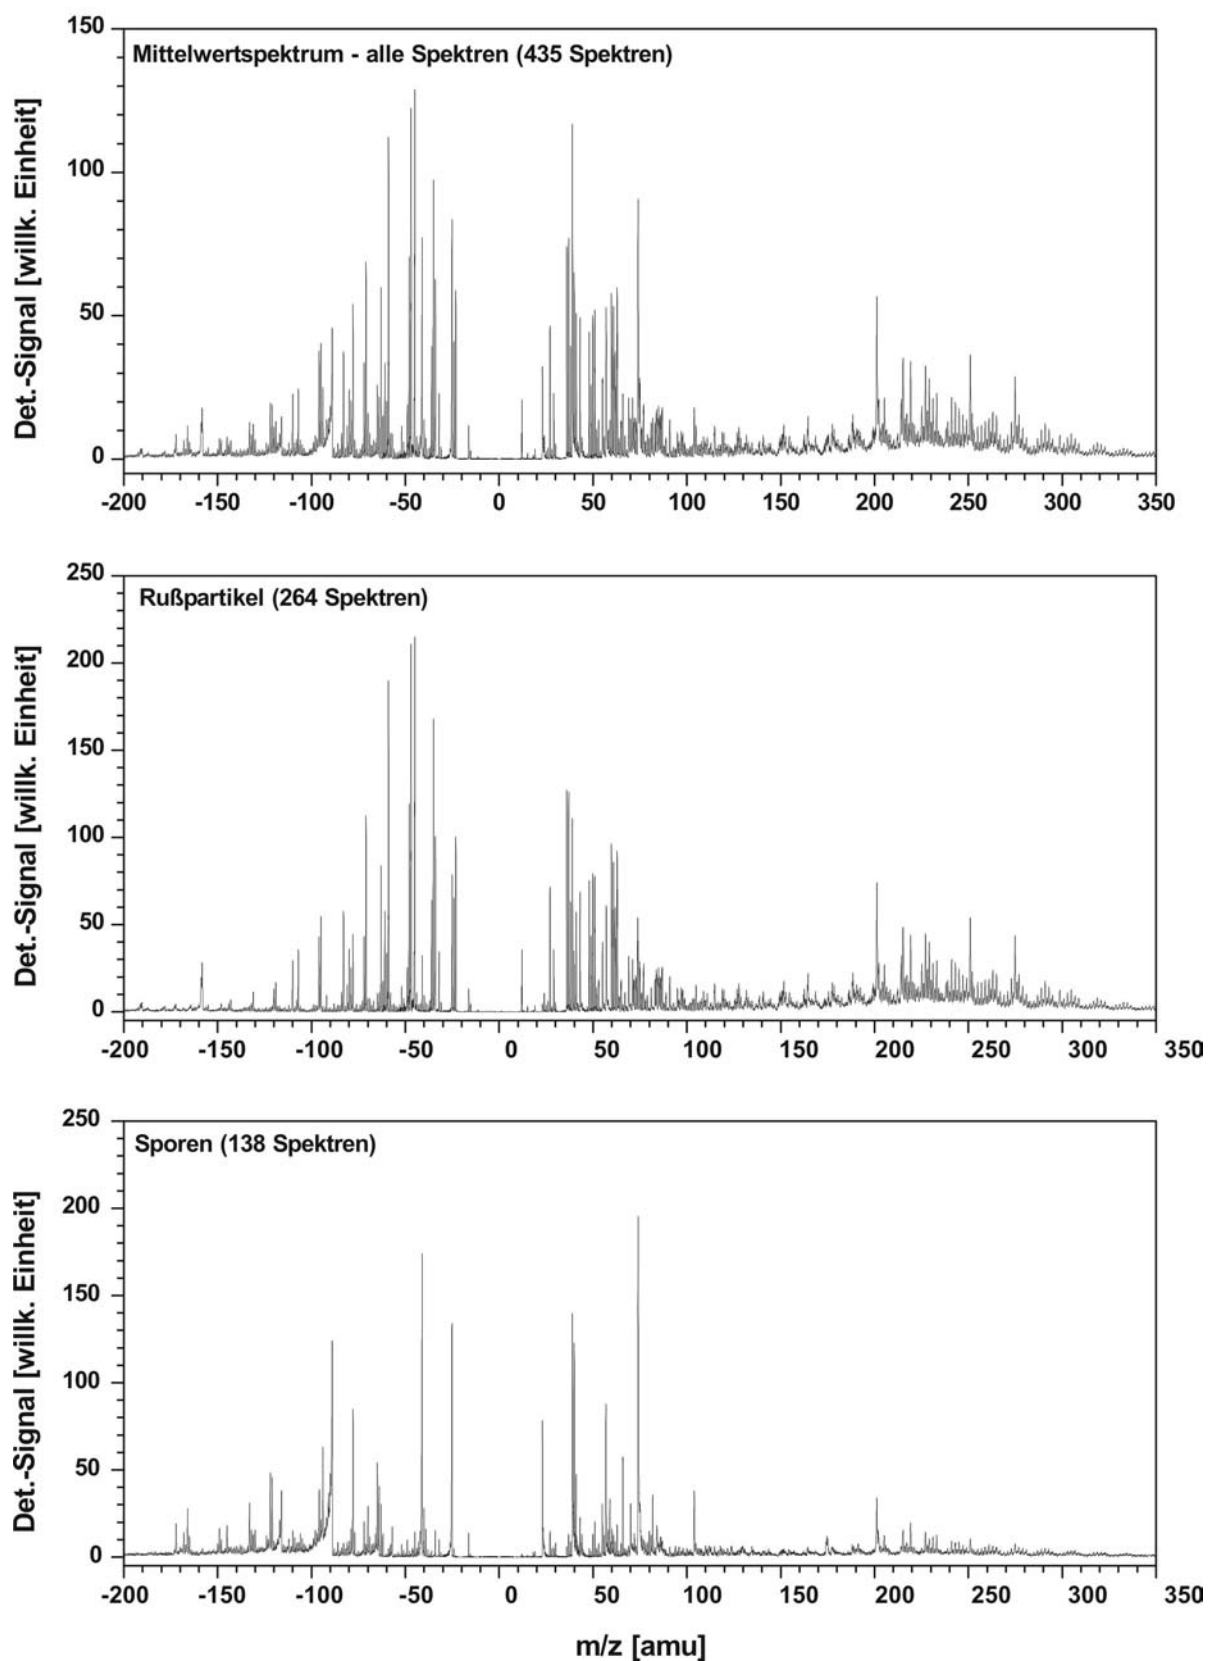 Mittelwertspektrum - alle Spektren (435 Spektren)
Det.-Signal [willk. Einheit]
150
100
50
0
-200 -150 -100 -50 0 50 100 150 200 250 300 350
Rußpartikel (264 Spektren)
Det.-Signal [willk. Einheit]
250
200
150
100
50
0
-200 -150 -100 -50 0 50 100 150 200 250 300 350
Sporen (138 Spektren)
Det.-Signal [willk. Einheit]
250
200
150
100
50
0
-200 -150 -100 -50 0 50 100 150 200 250 300 350
m/z [amu]